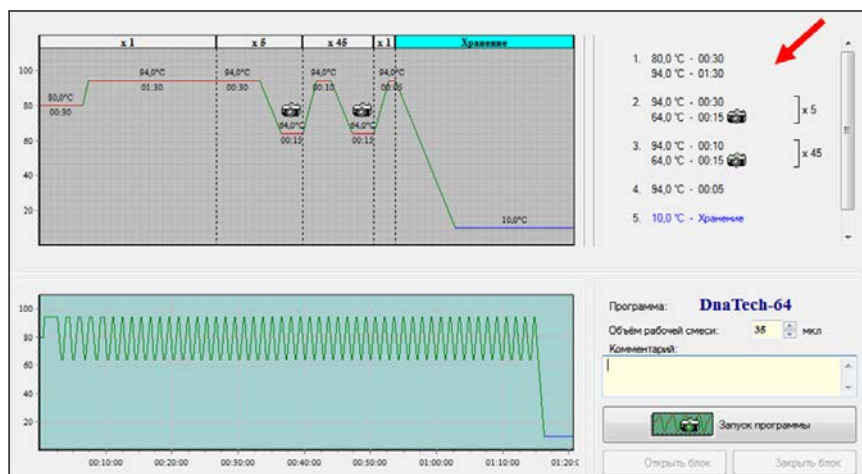 x 1 x 5 x 45 x 1 Хранение
100
80
60
40
20
80,0°C
00:30
94,0°C
01:30
94,0°C
00:30
64,0°C
00:15
94,0°C
00:10
64,0°C
00:15
94,0°C
00:05
10,0°C
1. 80,0 °C - 00:30
94,0 °C - 01:30
2. 94,0 °C - 00:30
64,0 °C - 00:15
x 5
3. 94,0 °C - 00:10
64,0 °C - 00:15
x 45
4. 94,0 °C - 00:05
5. 10,0 °C - Хранение
100
80
60
40
20
00:10:00 00:20:00 00:30:00 00:40:00 00:50:00 01:00:00 01:10:00 01:20:0
Программа: DnaTech-64
Объём рабочей смеси: 35 мкл
Комментарий:
Запуск программы
Открыть блок Закрыть блок